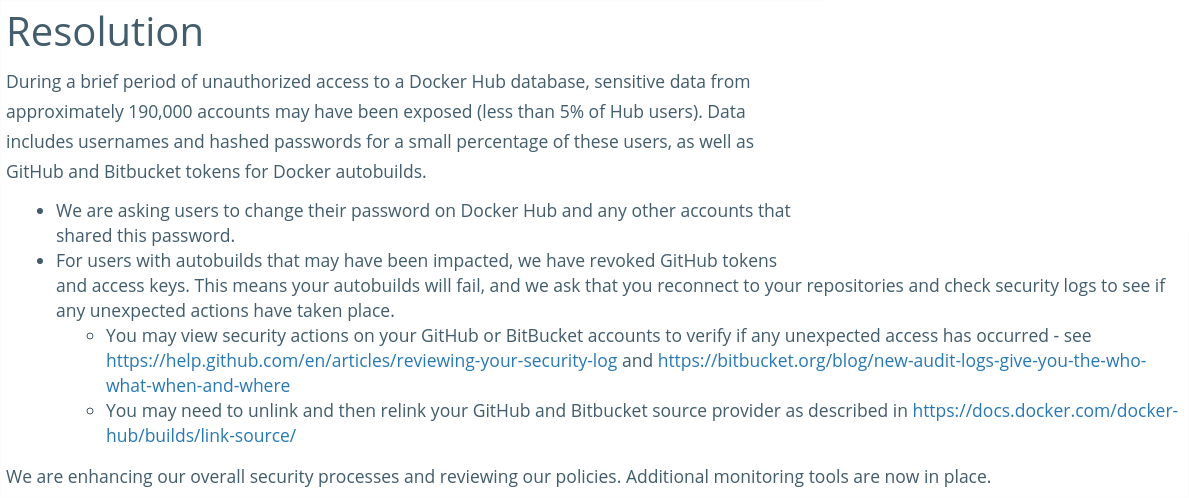 Resolution
During a brief period of unauthorized access to a Docker Hub database, sensitive data from
approximately 190,000 accounts may have been exposed (less than 5% of Hub users). Data
includes usernames and hashed passwords for a small percentage of these users, as well as
GitHub and Bitbucket tokens for Docker autobuilds.
• We are asking users to change their password on Docker Hub and any other accounts that
shared this password.
• For users with autobuilds that may have been impacted, we have revoked GitHub tokens
and access keys. This means your autobuilds will fail, and we ask that you reconnect to your repositories and check security logs to see if
any unexpected actions have taken place.
◦ You may view security actions on your GitHub or BitBucket accounts to verify if any unexpected access has occurred - see
https://help.github.com/en/articles/reviewing-your-security-log and https://bitbucket.org/blog/new-audit-logs-give-you-the-who-
what-when-and-where
◦ You may need to unlink and then relink your GitHub and Bitbucket source provider as described in https://docs.docker.com/docker-
hub/builds/link-source/
We are enhancing our overall security processes and reviewing our policies. Additional monitoring tools are now in place.